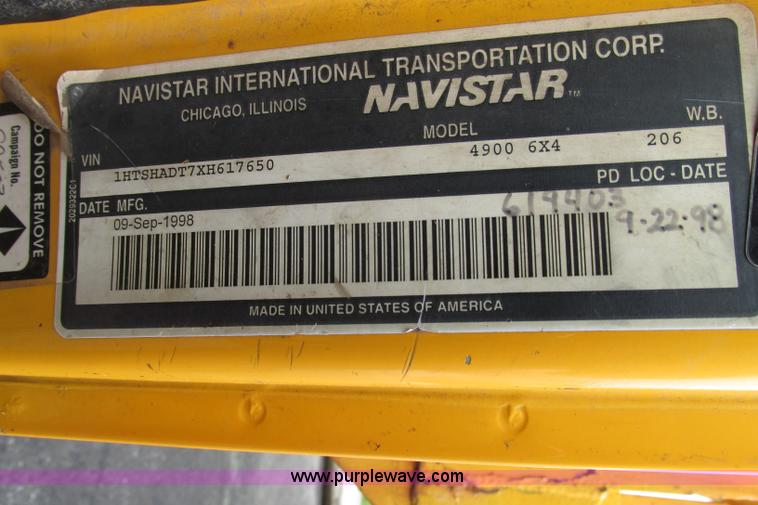 NAVISTAR INTERNATIONAL TRANSPORTATION CORP.
CHICAGO, ILLINOIS
NAVISTAR™
VIN MODEL W.B.
1HTSHADT7XH617650 4900 6X4 206
PD LOC - DATE
DATE MFG.
09-Sep-1998
614403
9-22-98
MADE IN UNITED STATES OF AMERICA
2029322C1
Campaign No.
DO NOT REMOVE
www.purplewave.com